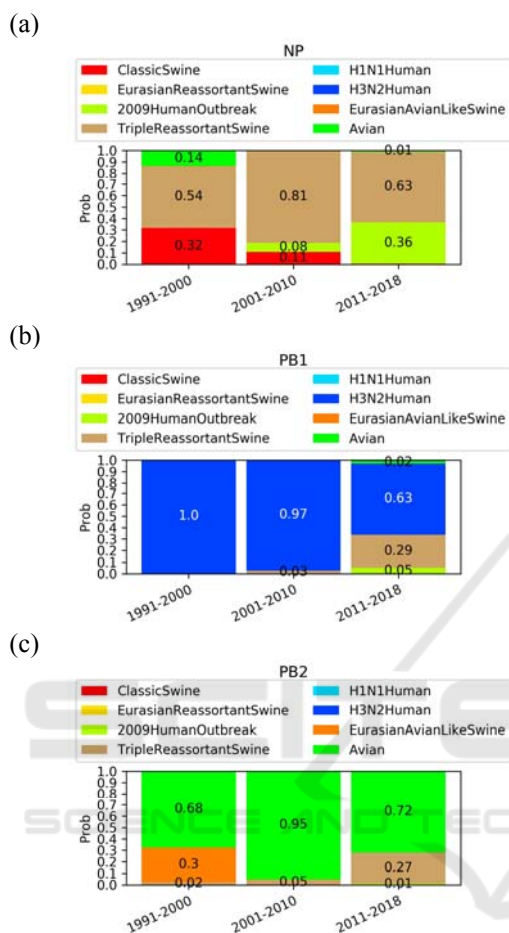 (a)
NP
ClassicSwine H1N1Human
EurasianReassortantSwine H3N2Human
2009HumanOutbreak EurasianAvianLikeSwine
TripleReassortantSwine Avian
1.0
0.9
0.8
0.7
0.6
0.5
0.4
0.3
0.2
0.1
0.0
Prob
0.14 0.01
0.54 0.81 0.63
0.32 0.08 0.36
0.11
1991-2000 2001-2010 2011-2018
(b)
PB1
ClassicSwine H1N1Human
EurasianReassortantSwine H3N2Human
2009HumanOutbreak EurasianAvianLikeSwine
TripleReassortantSwine Avian
1.0
0.9
0.8
0.7
0.6
0.5
0.4
0.3
0.2
0.1
0.0
Prob
0.02
1.0 0.97 0.63
0.29
0.03 0.05
1991-2000 2001-2010 2011-2018
(c)
PB2
ClassicSwine H1N1Human
EurasianReassortantSwine H3N2Human
2009HumanOutbreak EurasianAvianLikeSwine
TripleReassortantSwine Avian
1.0
0.9
0.8
0.7
0.6
0.5
0.4
0.3
0.2
0.1
0.0
Prob
0.68 0.95 0.72
0.3 0.27
0.02 0.05 0.01
1991-2000 2001-2010 2011-2018
SCIENCE AND